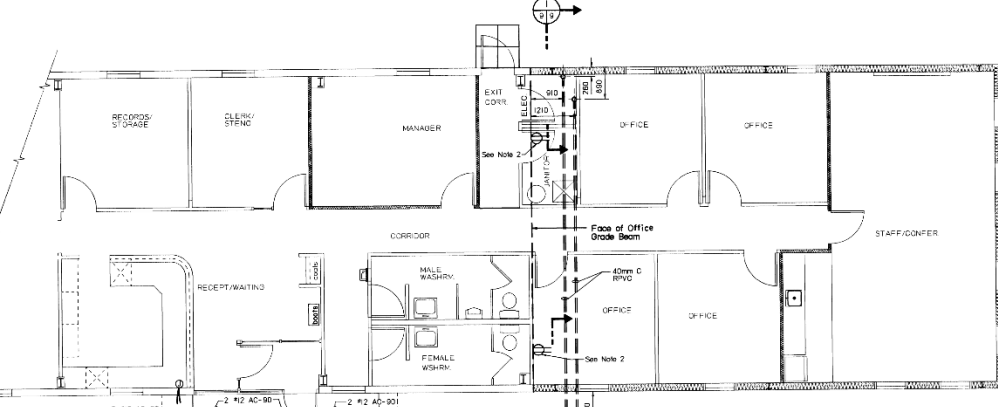 9 9
RECORDS/
STORAGE
CLERK/
STENO
MANAGER
EXIT
CORR.
ELEC
910
1210
280
890
OFFICE
OFFICE
See Note 2
JANITOR
CORRIDOR
Face of Office
Grade Beam
STAFF/CONFER
RECEPT/WAITING
coats
boots
MALE
WASHRM.
40mm C
RPVC
OFFICE
OFFICE
FEMALE
WSHRM.
See Note 2
2 #12 AC-90
2 #12 AC-90